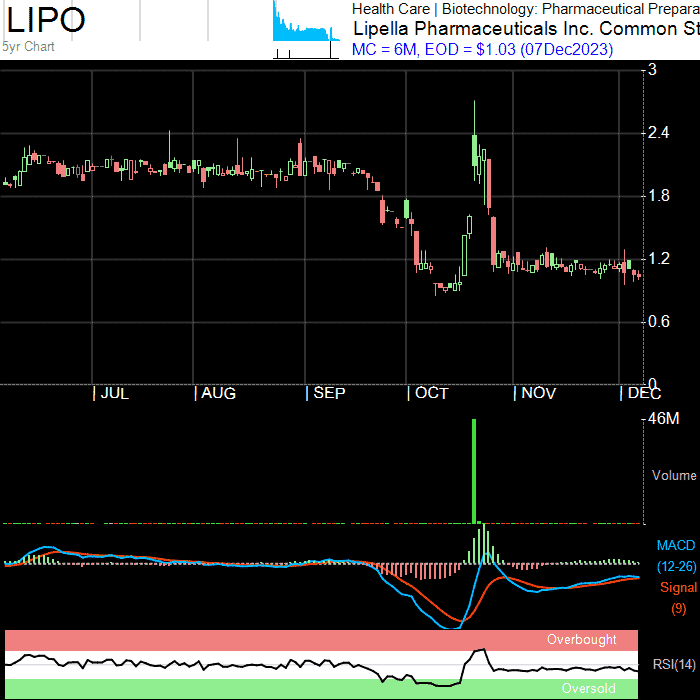 LIPO
5yr Chart
Health Care | Biotechnology: Pharmaceutical Prepara
Lipella Pharmaceuticals Inc. Common St
MC = 6M, EOD = $1.03 (07Dec2023)
3
2.4
1.8
1.2
0.6
0
| JUL | AUG | SEP | OCT | NOV | DEC
46M
Volume
MACD
(12-26)
Signal
(9)
Overbought
RSI(14)
Oversold